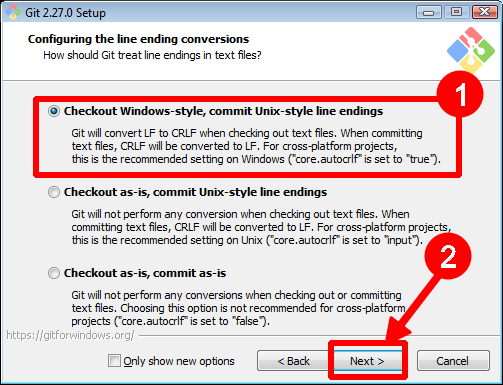 Git 2.27.0 Setup
Configuring the line ending conversions
How should Git treat line endings in text files?
1
Checkout Windows-style, commit Unix-style line endings
Git will convert LF to CRLF when checking out text files. When committing
text files, CRLF will be converted to LF. For cross-platform projects,
this is the recommended setting on Windows ("core.autocrlf" is set to "true").
Checkout as-is, commit Unix-style line endings
Git will not perform any conversion when checking out text files. When
committing text files, CRLF will be converted to LF. For cross-platform projects,
this is the recommended setting on Unix ("core.autocrlf" is set to "input").
2
Checkout as-is, commit as-is
Git will not perform any conversions when checking out or committing
text files. Choosing this option is not recommended for cross-platform
projects ("core.autocrlf" is set to "false").
https://gitforwindows.org/
Only show new options
< Back
Next >
Cancel